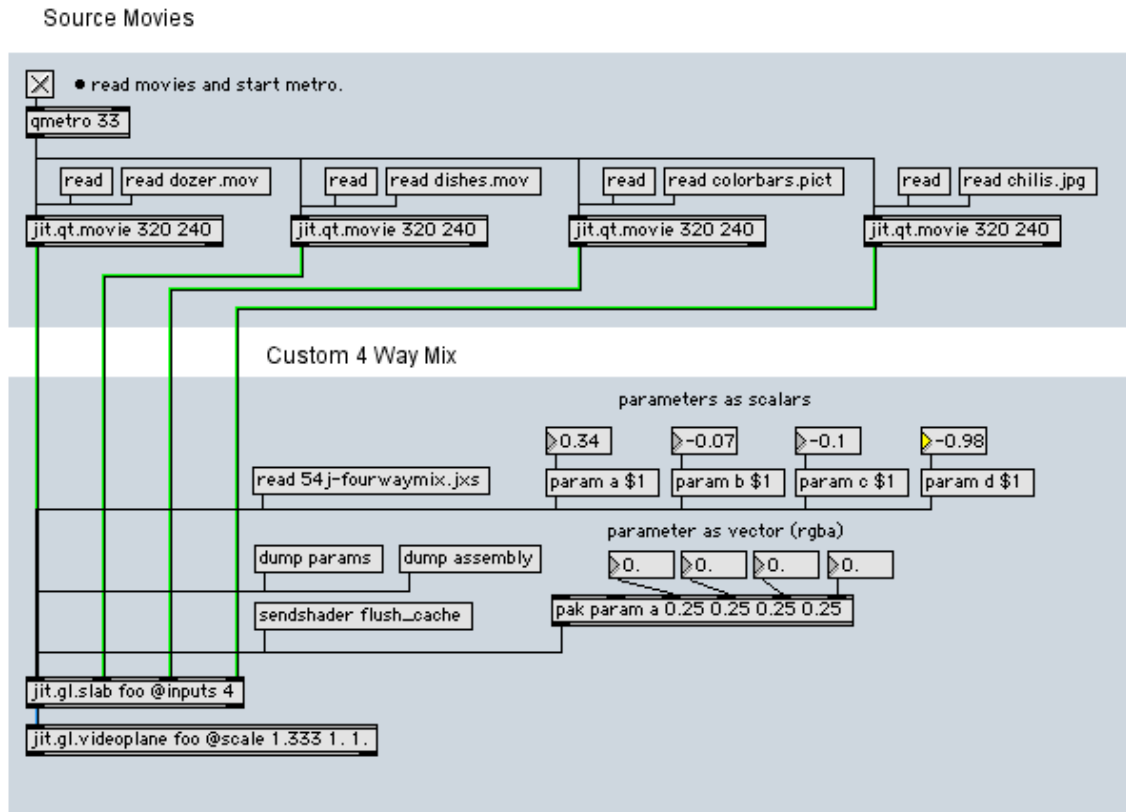 Source Movies
● read movies and start metro.
qmetro 33
read read dozer.mov read read dishes.mov read read colorbars.pict read read chilis.jpg
jit.qt.movie 320 240 jit.qt.movie 320 240 jit.qt.movie 320 240 jit.qt.movie 320 240
Custom 4 Way Mix
parameters as scalars
0.34 -0.07 -0.1 -0.98
read 54j-fourwaymix.jxs param a $1 param b $1 param c $1 param d $1
parameter as vector (rgba)
dump params dump assembly 0. 0. 0. 0.
sendshader flush_cache pak param a 0.25 0.25 0.25 0.25
jit.gl.slab foo @inputs 4
jit.gl.videoplane foo @scale 1.333 1. 1.